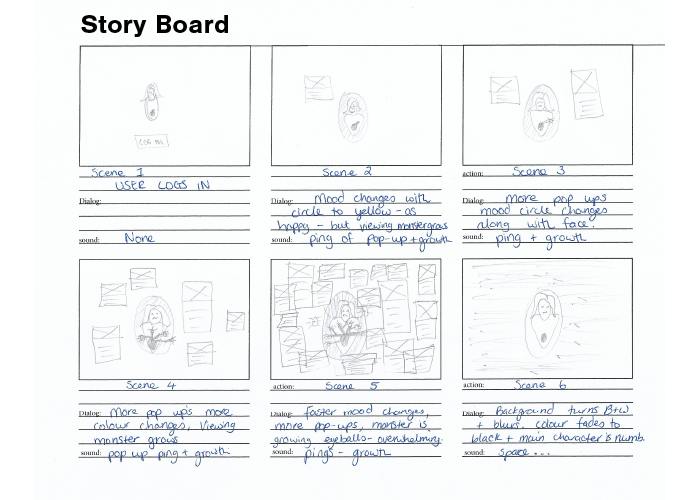 Story Board
LOG IN
Scene 1
USER LOGS IN
Dialog:
sound: None
Scene 2
Dialog: Mood changes with
circle to yellow - as
happy - but viewing monster grows
sound: ping of pop-up + growth
action: Scene 3
Dialog: More pop ups
mood circle changes
along with face.
sound: ping + growth
Scene 4
Dialog: More pop ups more
colour changes, viewing
monster grows
sound: pop up ping + growth
action: Scene 5
Dialog: faster mood changes,
more pop-ups, monster is
growing eyeballs - overwhelming.
sound: pings - growth
action: Scene 6
Dialog: Background turns B+W
+ blurs. colour fades to
black + main character is numb.
sound: space...